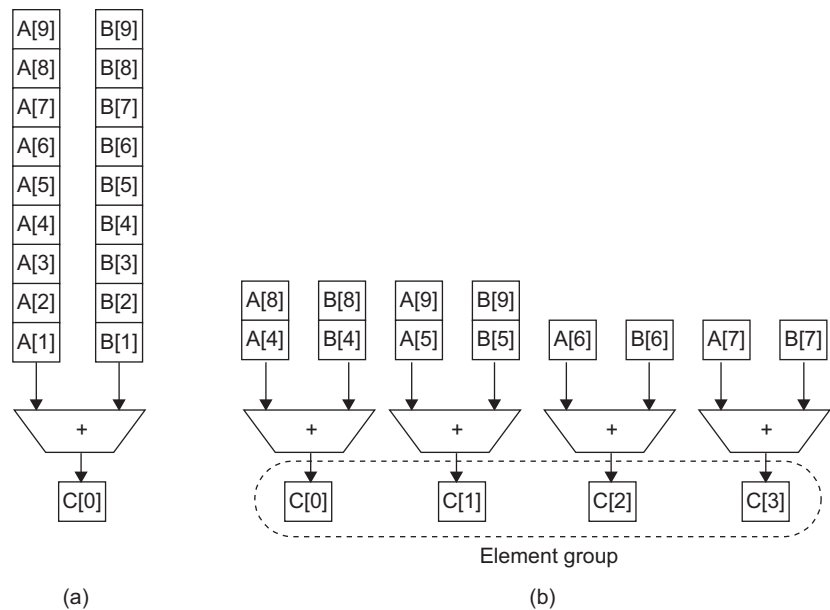 A[9] B[9]
A[8] B[8]
A[7] B[7]
A[6] B[6]
A[5] B[5]
A[4] B[4]
A[3] B[3]
A[2] B[2]
A[1] B[1]
+
C[0]
(a)
A[8] B[8] A[9] B[9]
A[4] B[4] A[5] B[5] A[6] B[6] A[7] B[7]
+ + + +
C[0] C[1] C[2] C[3]
Element group
(b)